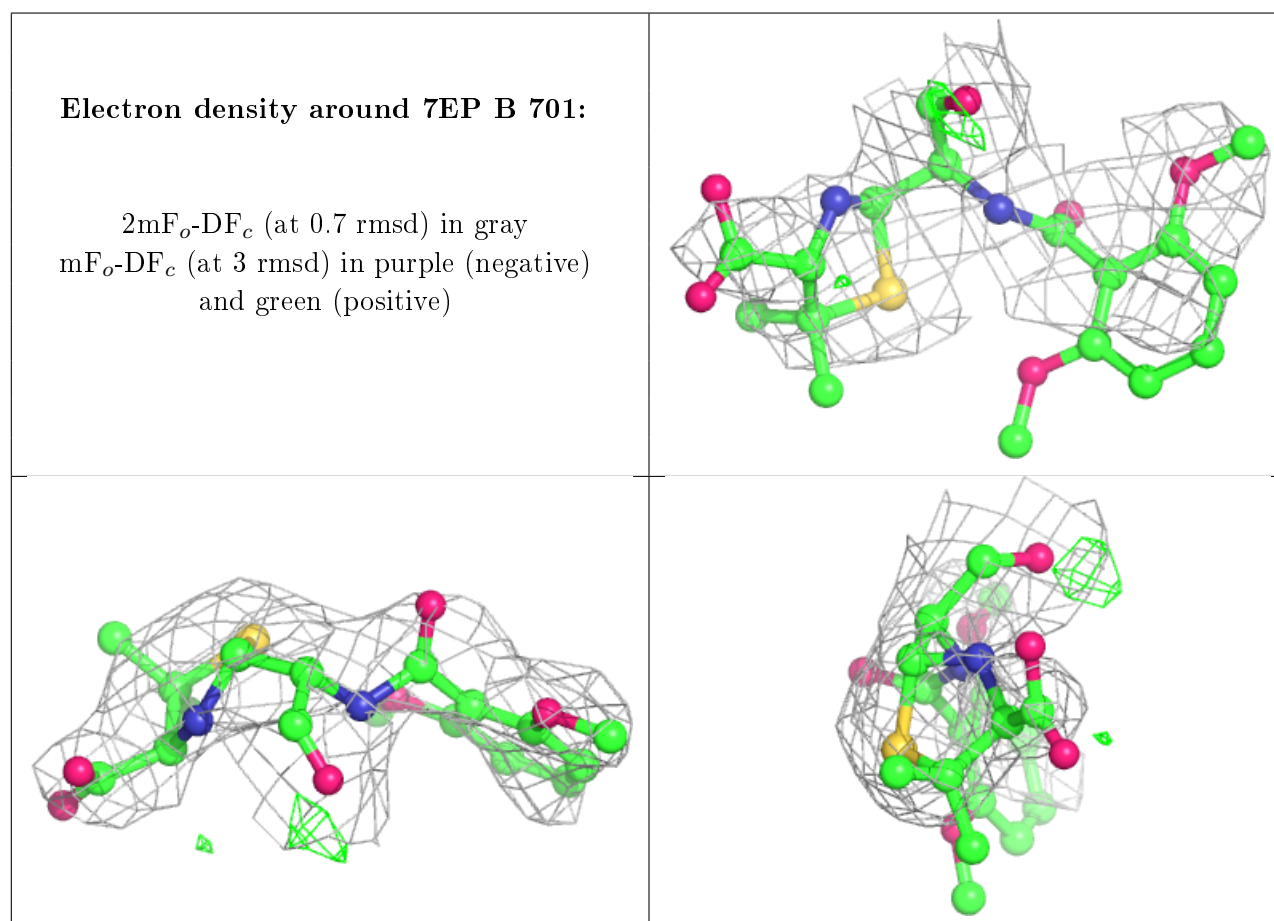 Electron density around 7EP B 701:
2mFₒ-DF𝒸 (at 0.7 rmsd) in gray
mFₒ-DF𝒸 (at 3 rmsd) in purple (negative)
and green (positive)